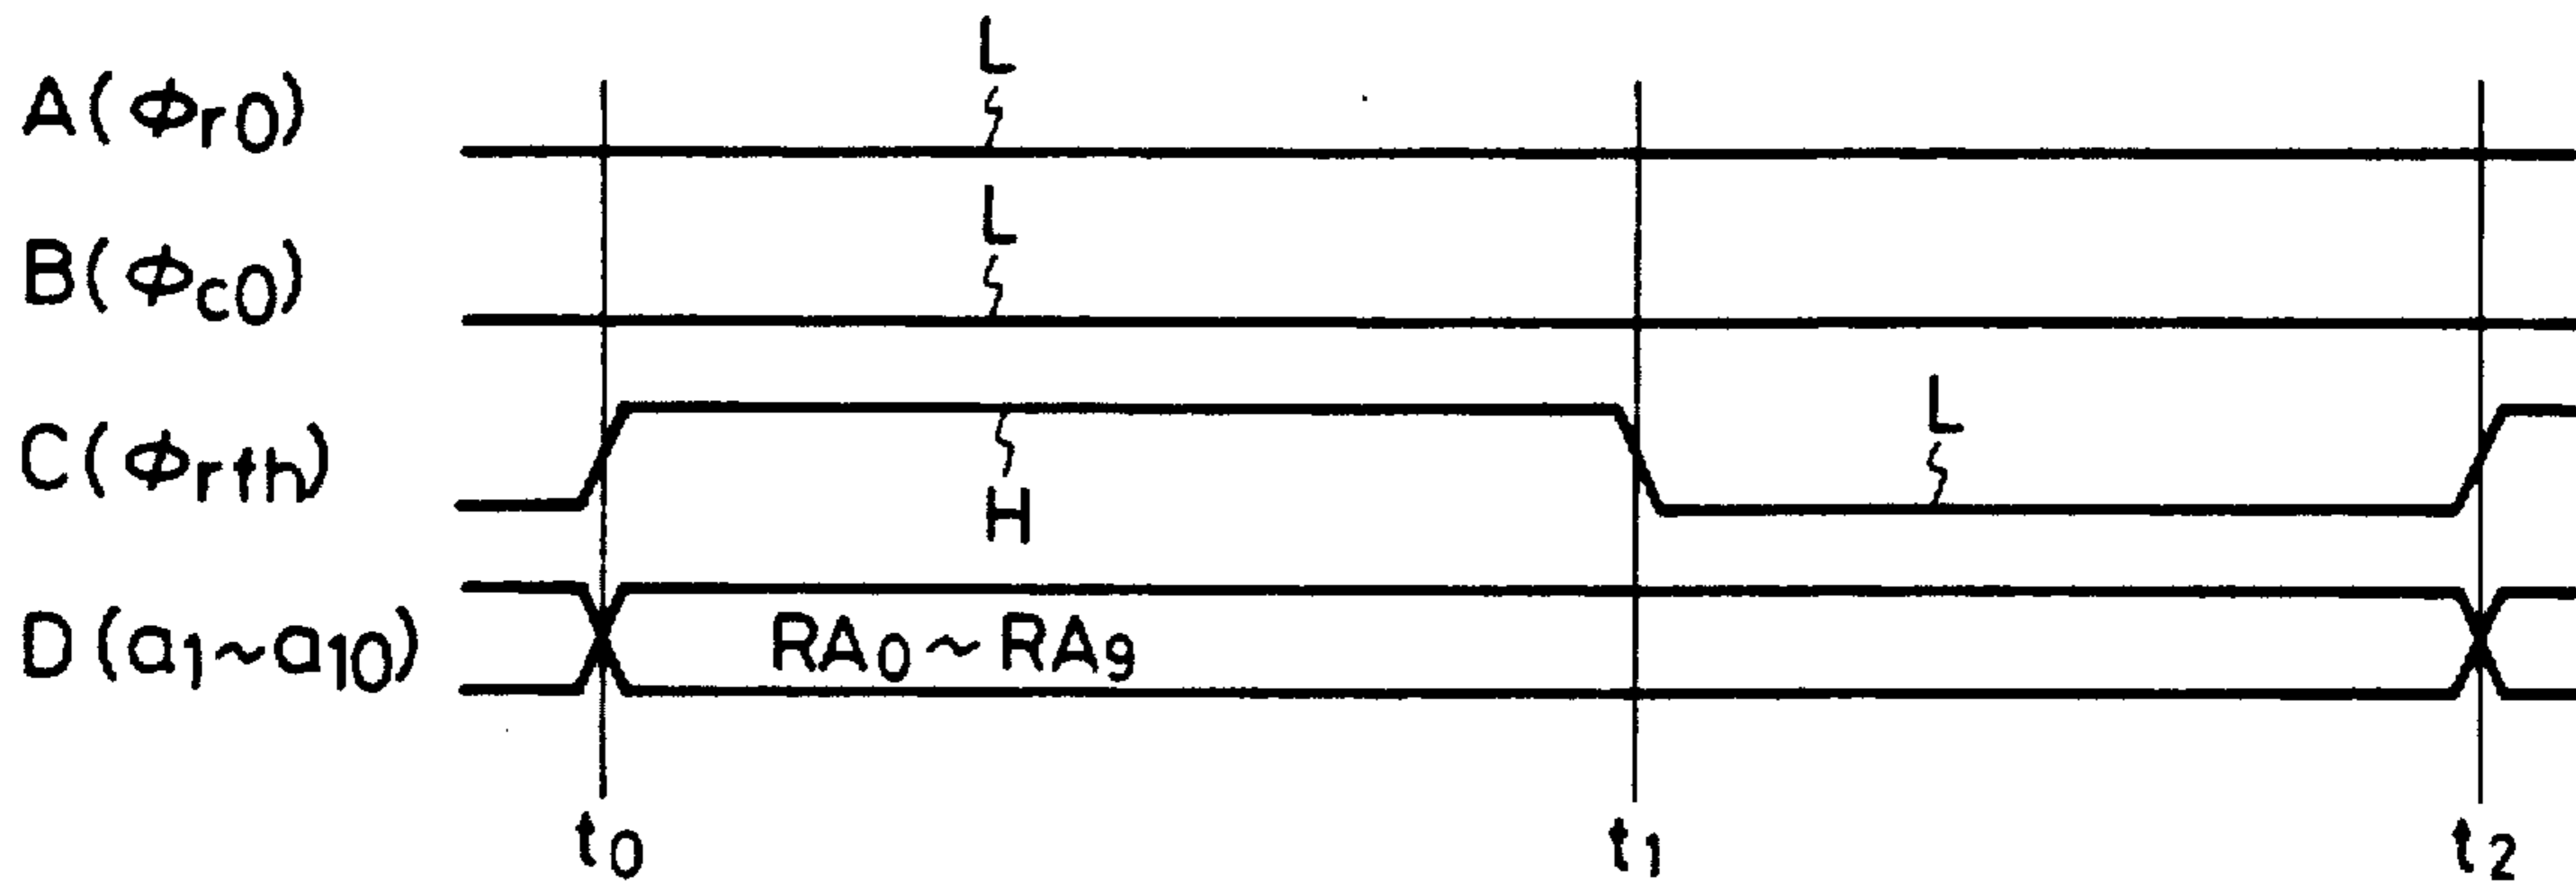 L
A(ϕr0)
L
B(ϕc0)
L
C(ϕrth)
H
D(a1~a10) RA0~RA9
t0 t1 t2